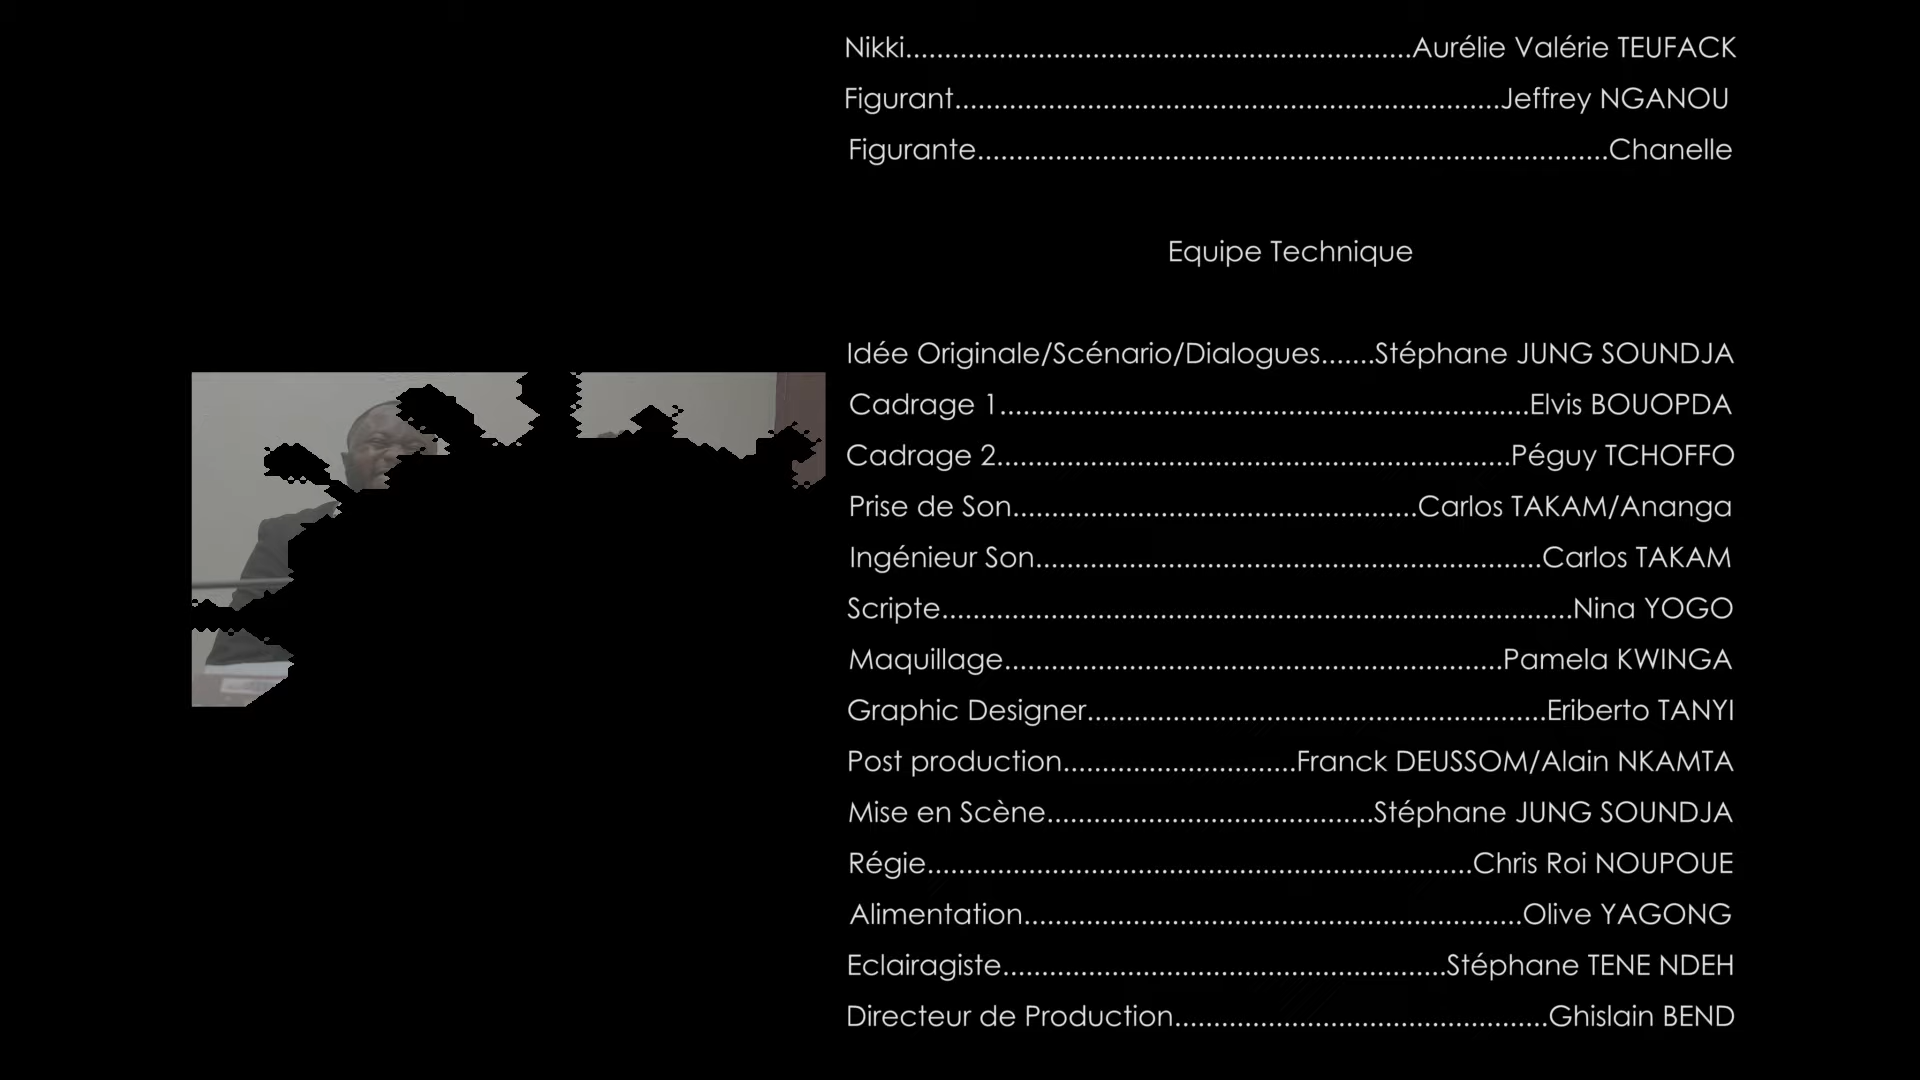 Nikki................................................................Aurélie Valérie TEUFACK
Figurant.....................................................................Jeffrey NGANOU
Figurante................................................................................Chanelle
Equipe Technique
Idée Originale/Scénario/Dialogues.......Stéphane JUNG SOUNDJA
Cadrage 1...................................................................Elvis BOUOPDA
Cadrage 2.................................................................Péguy TCHOFFO
Prise de Son...................................................Carlos TAKAM/Ananga
Ingénieur Son................................................................Carlos TAKAM
Scripte................................................................................Nina YOGO
Maquillage...............................................................Pamela KWINGA
Graphic Designer..........................................................Eriberto TANYI
Post production..............................Franck DEUSSOM/Alain NKAMTA
Mise en Scène.........................................Stéphane JUNG SOUNDJA
Régie.....................................................................Chris Roi NOUPOUE
Alimentation...............................................................Olive YAGONG
Eclairagiste........................................................Stéphane TENE NDEH
Directeur de Production...............................................Ghislain BEND